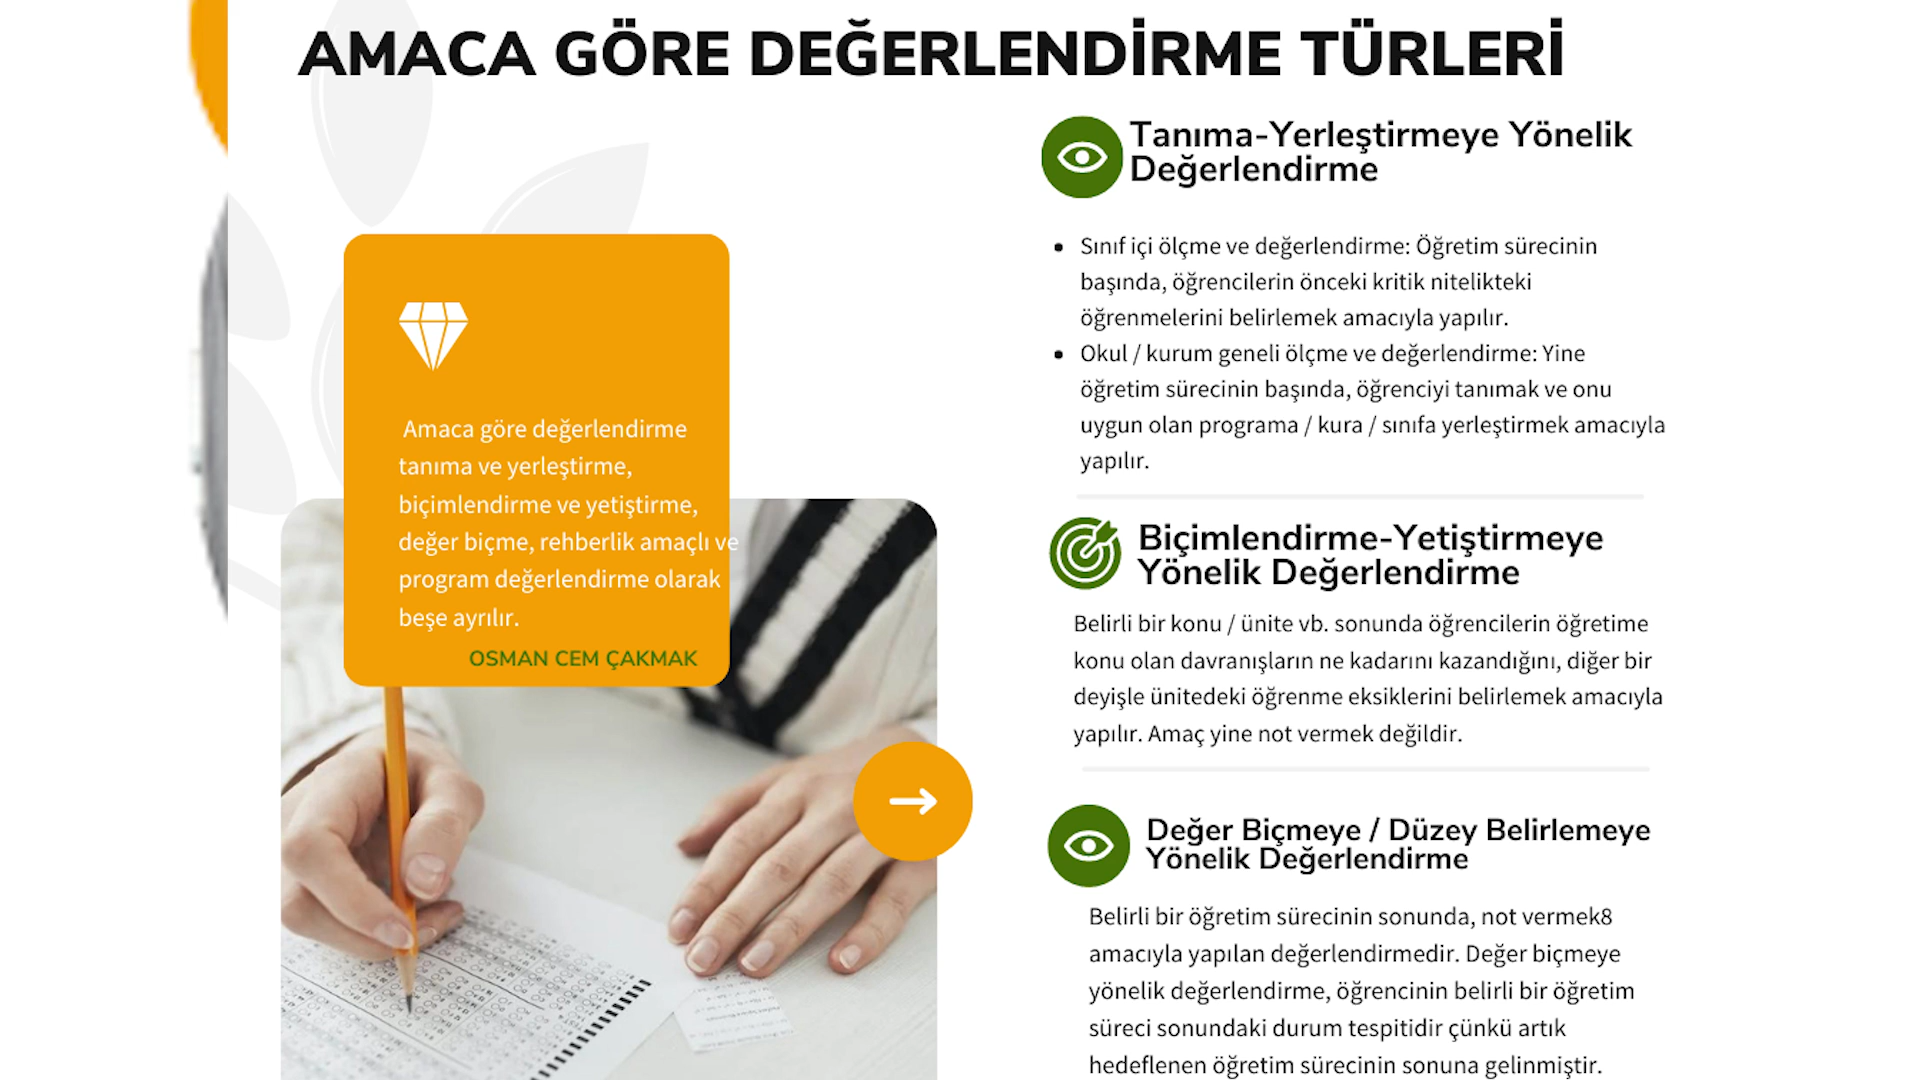 AMACA GÖRE DEĞERLENDİRME TÜRLERİ
Amaca göre değerlendirme
tanıma ve yerleştirme,
biçimlendirme ve yetiştirme,
değer biçme, rehberlik amaçlı ve
program değerlendirme olarak
beşe ayrılır.
OSMAN CEM ÇAKMAK
Tanıma-Yerleştirmeye Yönelik
Değerlendirme
• Sınıf içi ölçme ve değerlendirme: Öğretim sürecinin
başında, öğrencilerin önceki kritik nitelikteki
öğrenmelerini belirlemek amacıyla yapılır.
• Okul / kurum geneli ölçme ve değerlendirme: Yine
öğretim sürecinin başında, öğrenciyi tanımak ve onu
uygun olan programa / kura / sınıfa yerleştirmek amacıyla
yapılır.
Biçimlendirme-Yetiştirmeye
Yönelik Değerlendirme
Belirli bir konu / ünite vb. sonunda öğrencilerin öğretime
konu olan davranışların ne kadarını kazandığını, diğer bir
deyişle ünitedeki öğrenme eksiklerini belirlemek amacıyla
yapılır. Amaç yine not vermek değildir.
Değer Biçmeye / Düzey Belirlemeye
Yönelik Değerlendirme
Belirli bir öğretim sürecinin sonunda, not vermek8
amacıyla yapılan değerlendirmedir. Değer biçmeye
yönelik değerlendirme, öğrencinin belirli bir öğretim
süreci sonundaki durum tespitidir çünkü artık
hedeflenen öğretim sürecinin sonuna gelinmiştir.